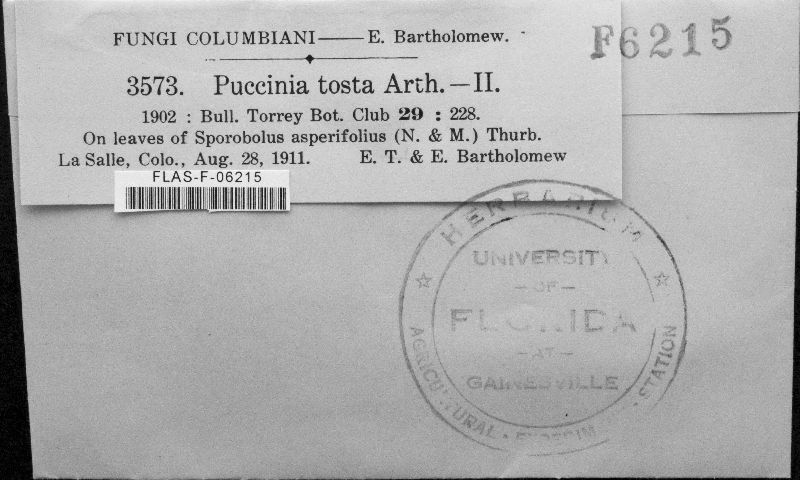 FUNGI COLUMBIANI—E. Bartholomew.
3573. Puccinia tosta Arth.—II.
1902 : Bull. Torrey Bot. Club 29 : 228.
On leaves of Sporobolus asperifolius (N. & M.) Thurb.
La Salle, Colo., Aug. 28, 1911. E. T. & E. Bartholomew
FLAS-F-06215
F6215
HERBARIUM
UNIVERSITY
—OF—
FLORIDA
—AT—
GAINESVILLE
AGRICULTURAL • STATION